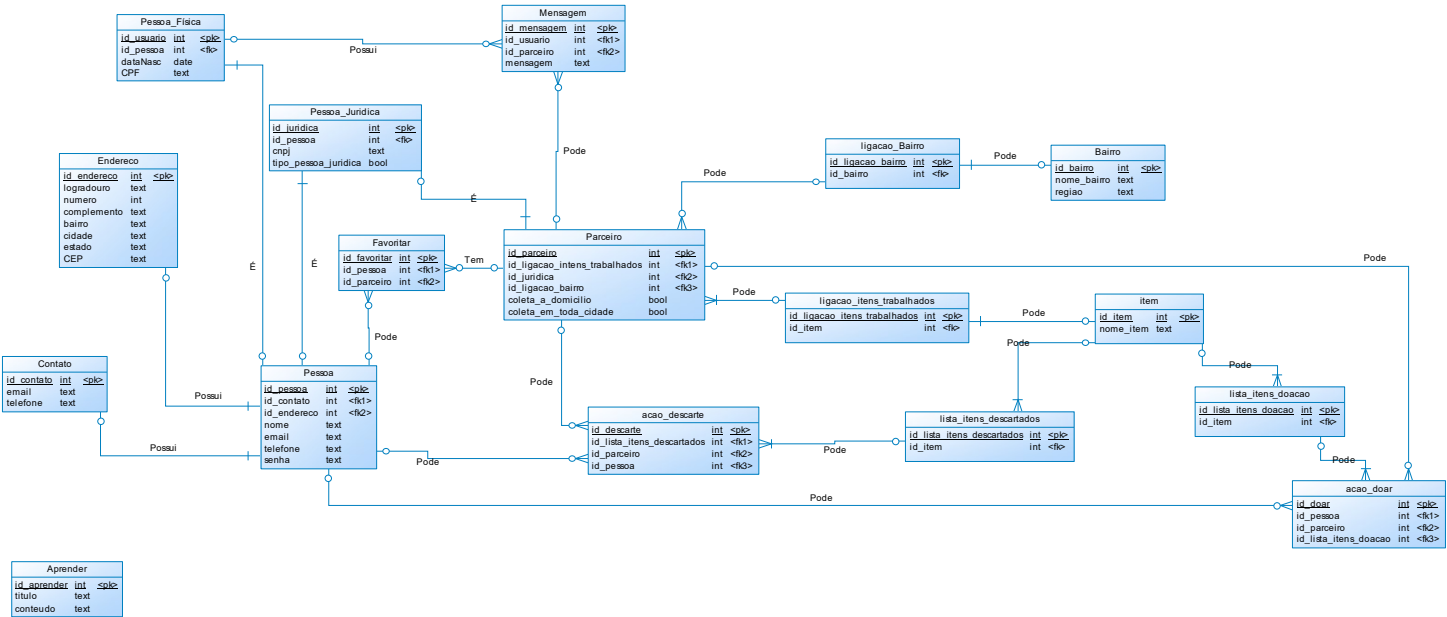 Pessoa_Física
id_usuario int <pk>
id_pessoa int <fk>
dataNasc date
CPF text
Possui
Mensagem
id_mensagem int <pk>
id_usuario int <fk1>
id_parceiro int <fk2>
mensagem text
Pessoa_Juridica
id_juridica int <pk>
id_pessoa int <fk>
cnpj text
tipo_pessoa_juridica bool
Pode
ligacao_Bairro
id_ligacao_bairro int <pk>
id_bairro int <fk>
Pode
Bairro
id_bairro int <pk>
nome_bairro text
regiao text
Endereco
id_endereco int <pk>
logradouro text
numero int
complemento text
bairro text
cidade text
estado text
CEP text
Pode
É
É
É
Favoritar
id_favoritar int <pk>
id_pessoa int <fk1>
id_parceiro int <fk2>
Tem
Parceiro
id_parceiro int <pk>
id_ligacao_intens_trabalhados int <fk1>
id_juridica int <fk2>
id_ligacao_bairro int <fk3>
coleta_a_domicilio bool
coleta_em_toda_cidade bool
Pode
Pode
ligacao_itens_trabalhados
id_ligacao_itens_trabalhados int <pk>
id_item int <fk>
Pode
item
id_item int <pk>
nome_item text
Pode
Pode
Contato
id_contato int <pk>
email text
telefone text
Pessoa
id_pessoa int <pk>
id_contato int <fk1>
id_endereco int <fk2>
nome text
email text
telefone text
senha text
Possui
Possui
Pode
Pode
acao_descarte
id_descarte int <pk>
id_lista_itens_descartados int <fk1>
id_parceiro int <fk2>
id_pessoa int <fk3>
Pode
Pode
lista_itens_descartados
id_lista_itens_descartados int <pk>
id_item int <fk>
lista_itens_doacao
id_lista_itens_doacao int <pk>
id_item int <fk>
Pode
Pode
acao_doar
id_doar int <pk>
id_pessoa int <fk1>
id_parceiro int <fk2>
id_lista_itens_doacao int <fk3>
Aprender
id_aprender int <pk>
titulo text
conteudo text